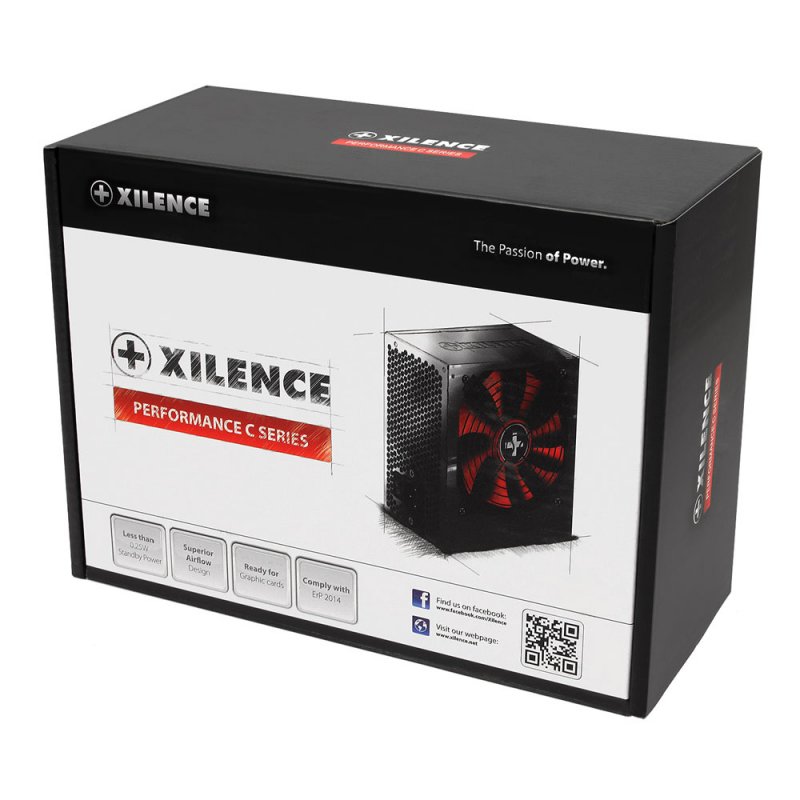 XILENCE
PERFORMANCE C SERIES
XILENCE
The Passion of Power.
XILENCE
PERFORMANCE C SERIES
XILENCE
PERFORMANCE C SERIES
Less than
0.25W
Standby Power
Superior
Airflow
Design
Ready for
Graphic cards
Comply with
ErP 2014
Find us on facebook:
www.facebook.com/Xilence
Visit our webpage:
www.xilence.net